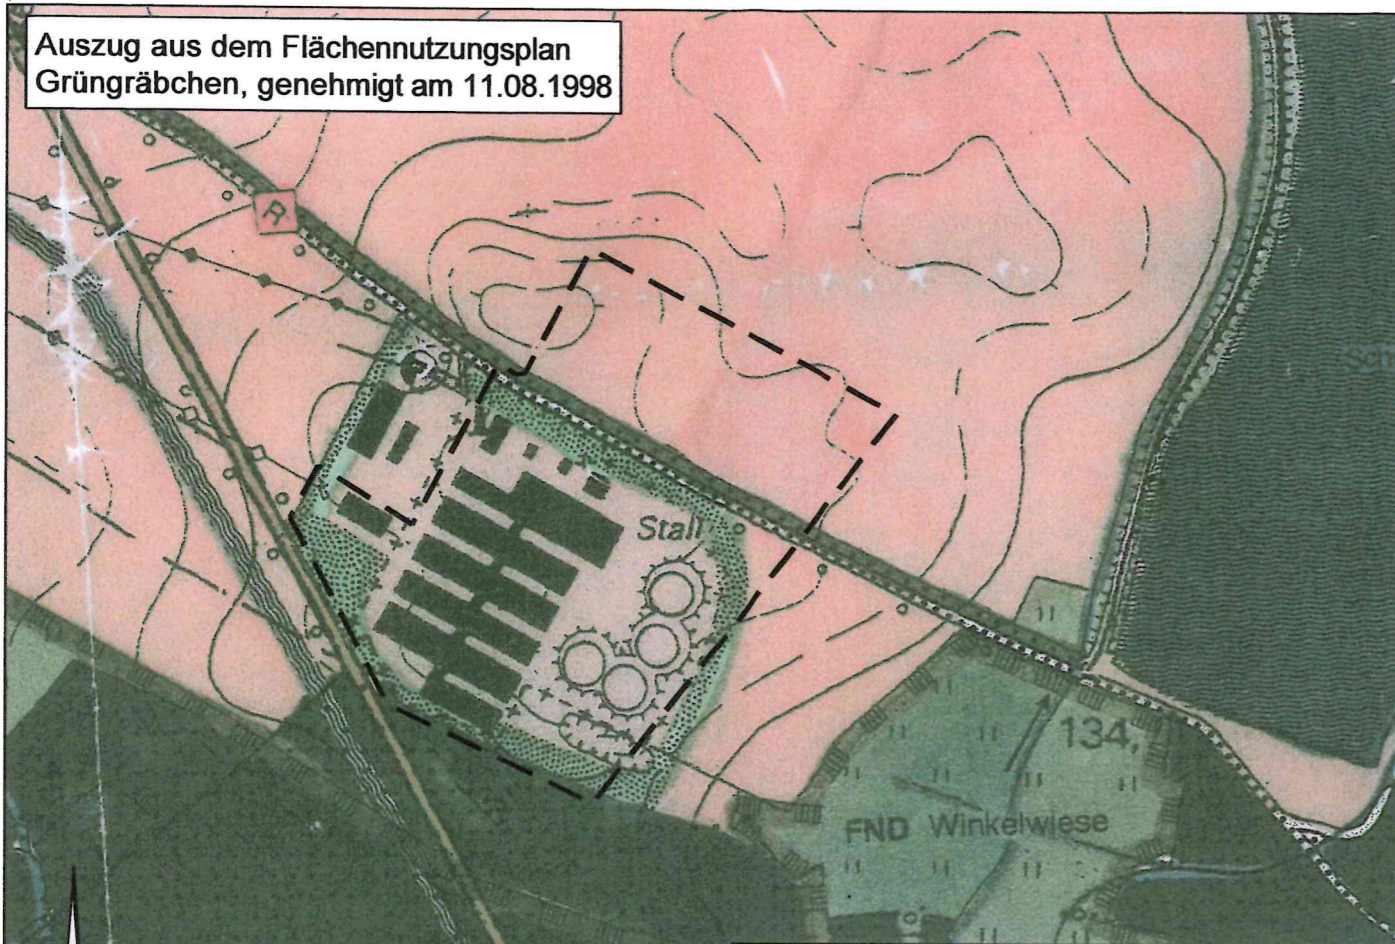 Auszug aus dem Flächennutzungsplan
Grüngräbchen, genehmigt am 11.08.1998
R
Stall
134,
FND Winkelwiese